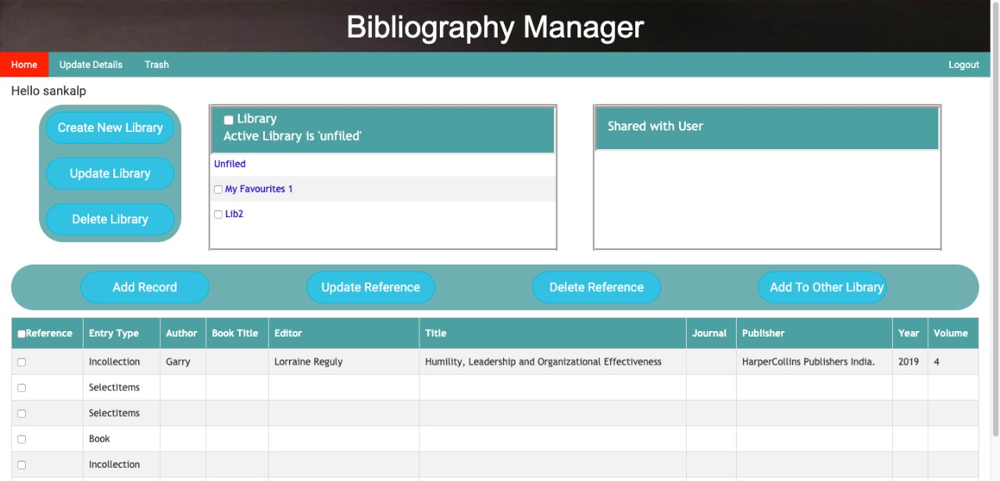 Bibliography Manager
Home Update Details Trash Logout
Hello sankalp
Create New Library
Update Library
Delete Library
Library
Active Library is 'unfiled'
Unfiled
My Favourites 1
Lib2
Shared with User
Add Record Update Reference Delete Reference Add To Other Library
Reference Entry Type Author Book Title Editor Title Journal Publisher Year Volume
Incollection Garry Lorraine Reguly Humility, Leadership and Organizational Effectiveness HarperCollins Publishers India. 2019 4
SelectItems
SelectItems
Book
Incollection